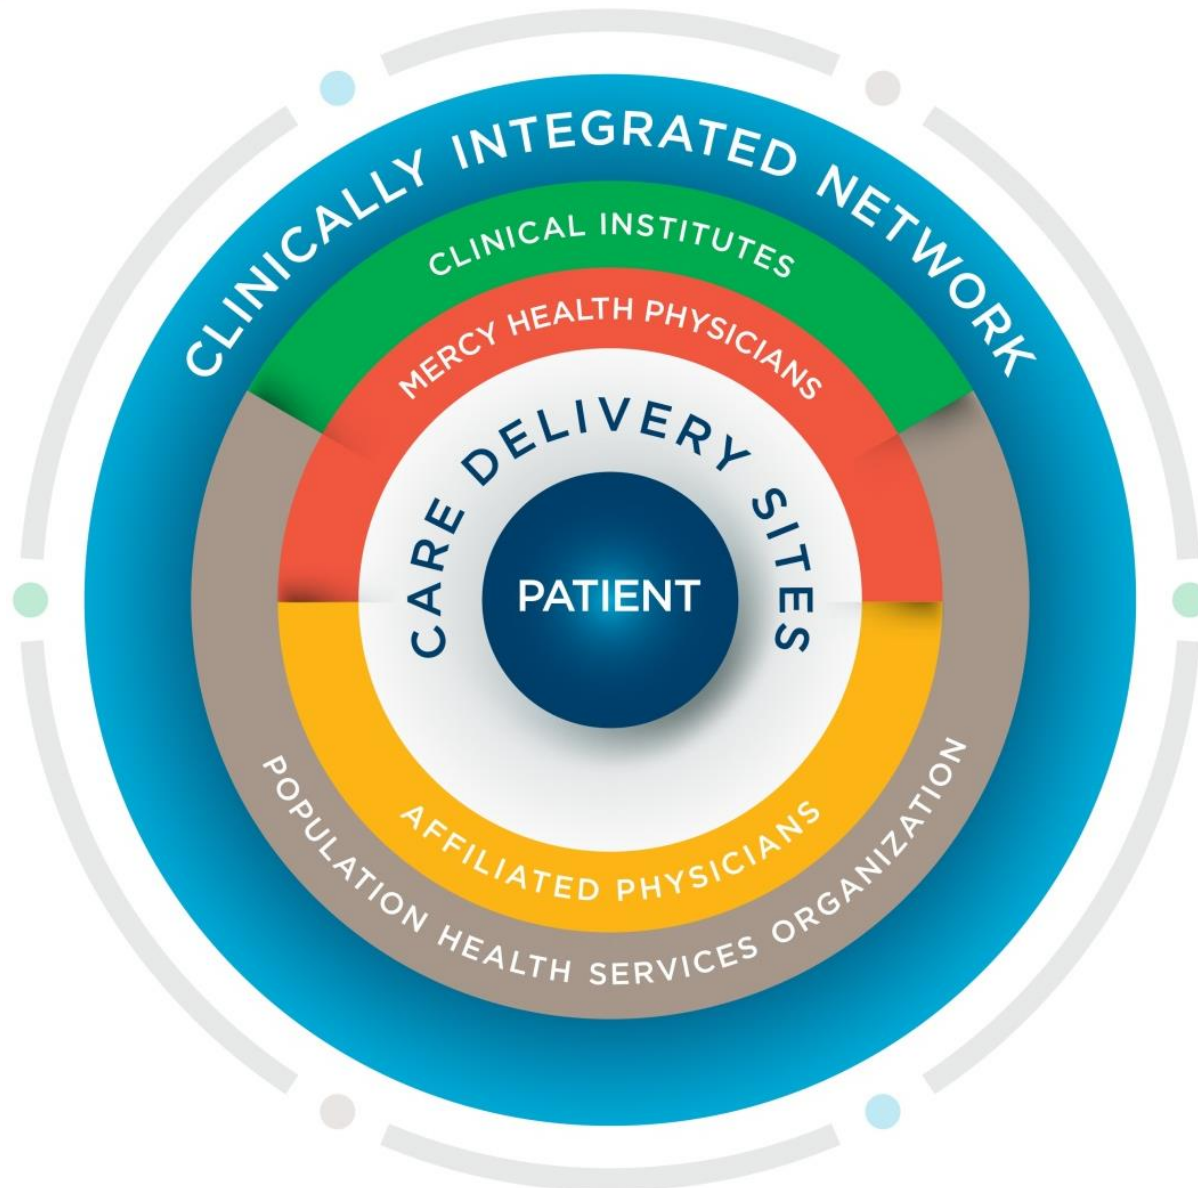 CLINICALLY INTEGRATED NETWORK
CLINICAL INSTITUTES
MERCY HEALTH PHYSICIANS
CARE DELIVERY SITES
PATIENT
AFFILIATED PHYSICIANS
POPULATION HEALTH SERVICES ORGANIZATION